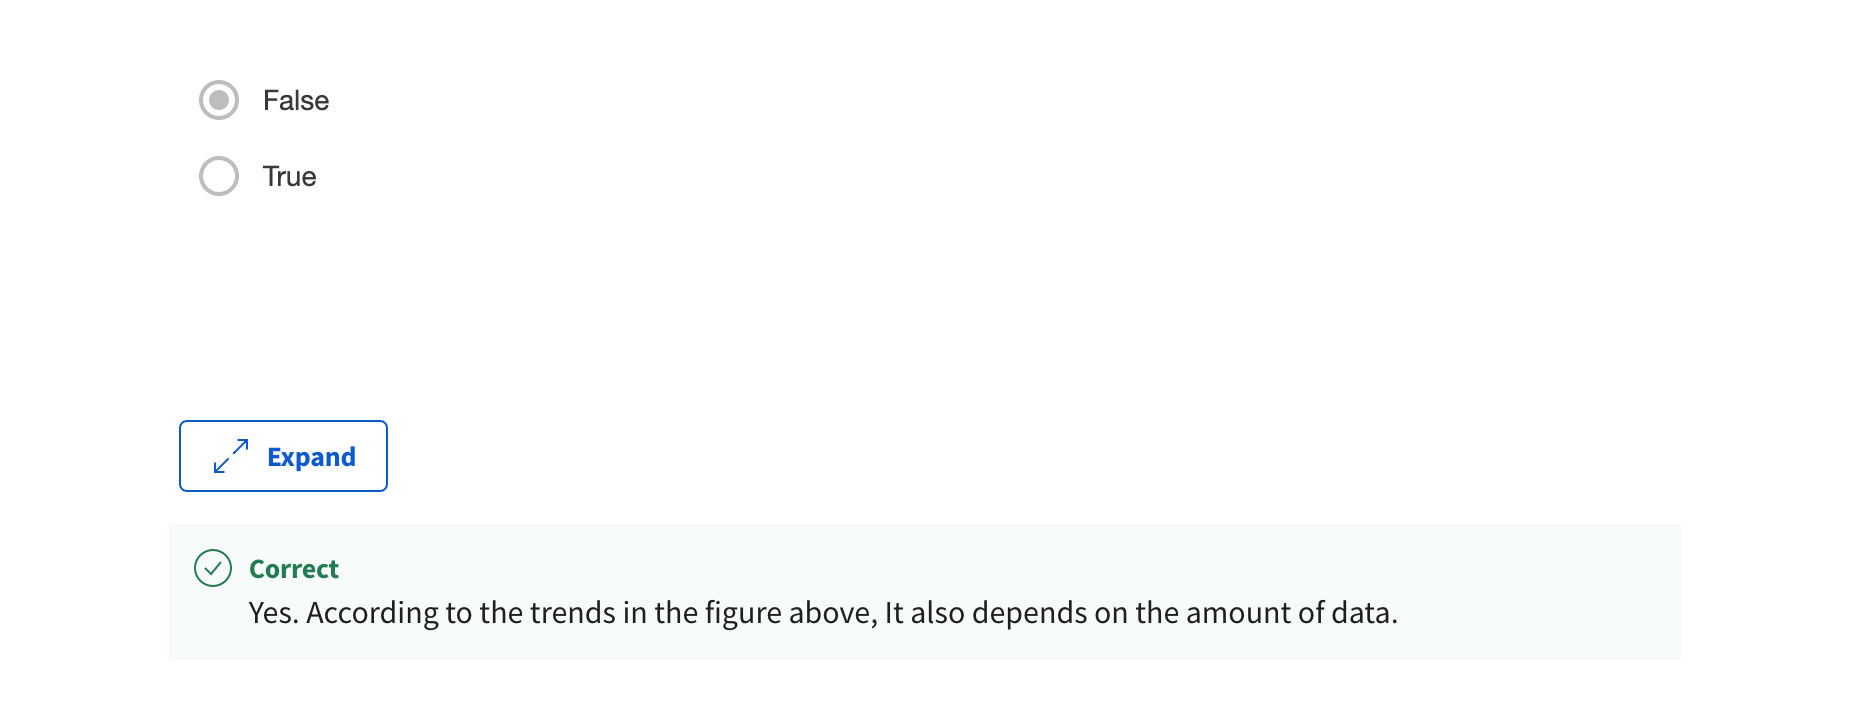 False
True
Expand
Correct
Yes. According to the trends in the figure above, It also depends on the amount of data.